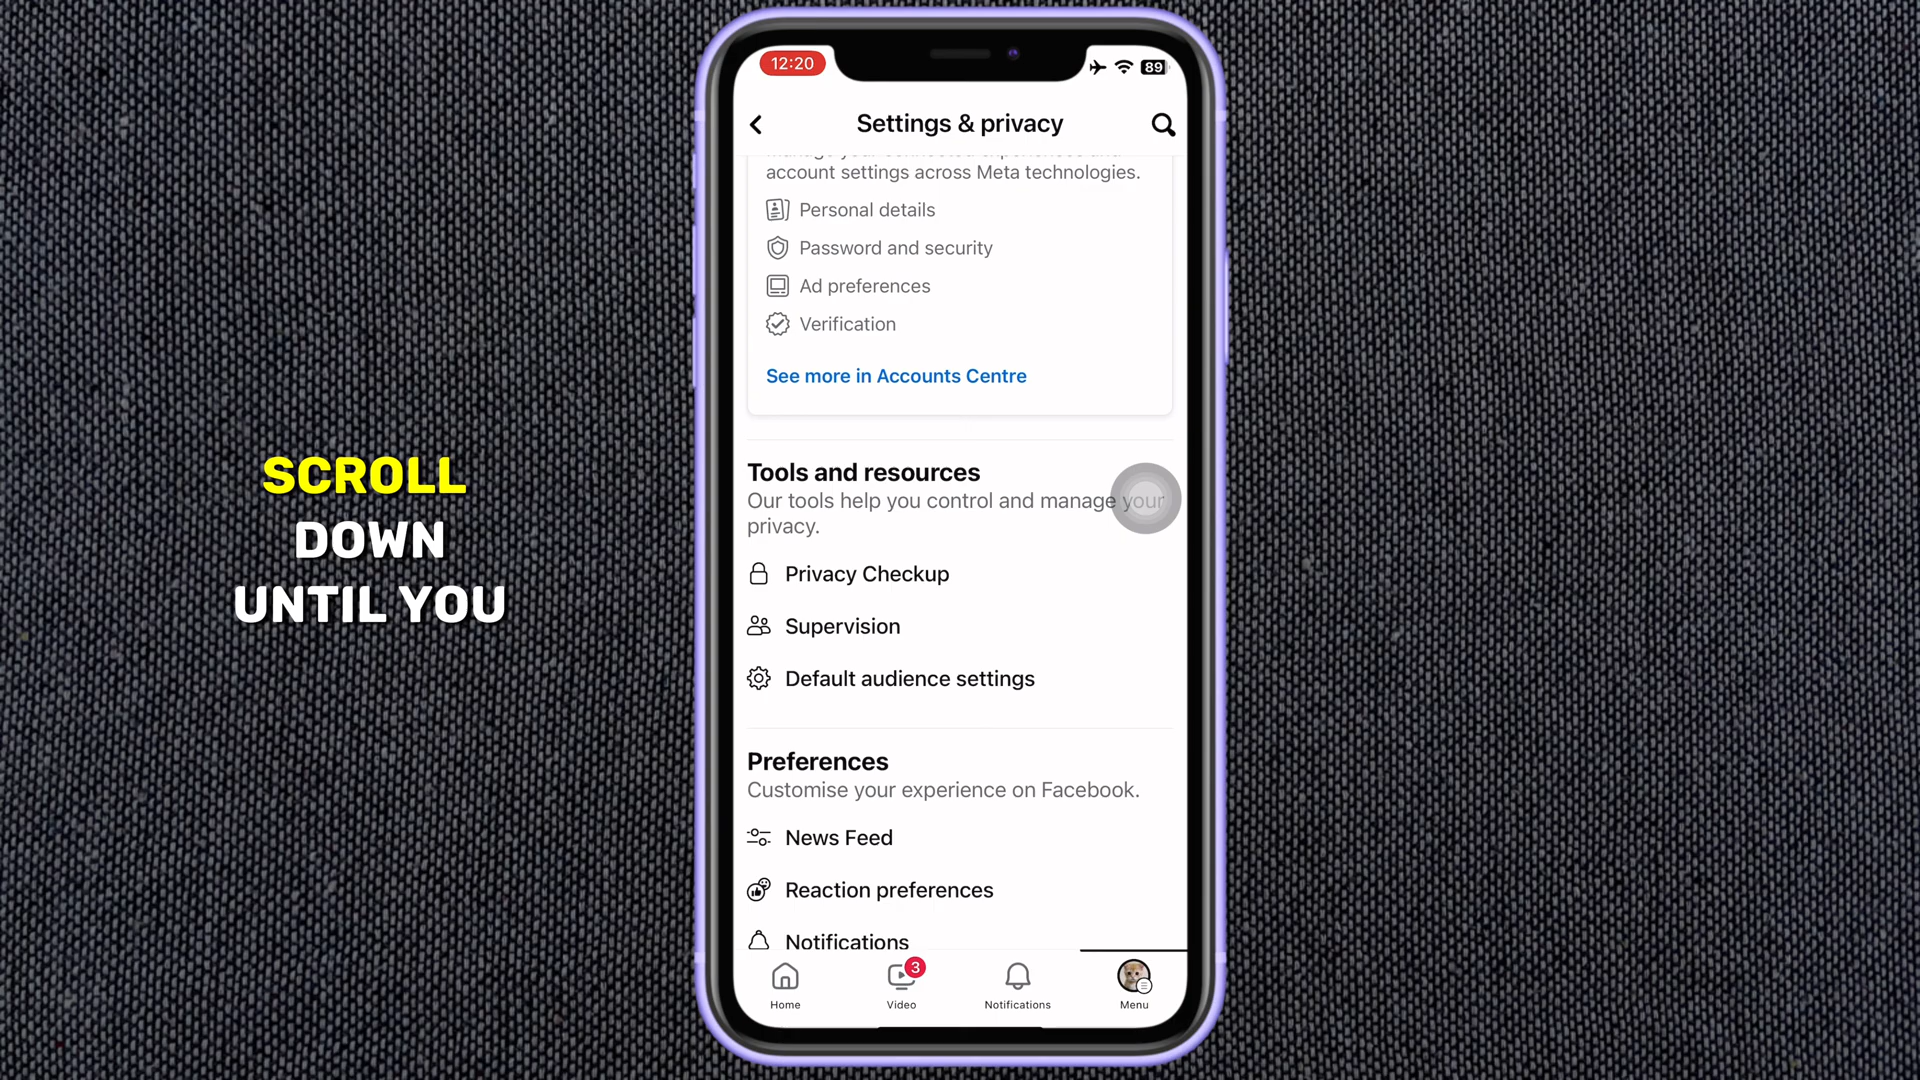 12:20
89
Settings & privacy
account settings across Meta technologies.
Personal details
Password and security
Ad preferences
Verification
See more in Accounts Centre
Tools and resources
Our tools help you control and manage your
privacy.
Privacy Checkup
Supervision
Default audience settings
Preferences
Customise your experience on Facebook.
News Feed
Reaction preferences
Notifications
3
Home
Video
Notifications
Menu
SCROLL
DOWN
UNTIL YOU